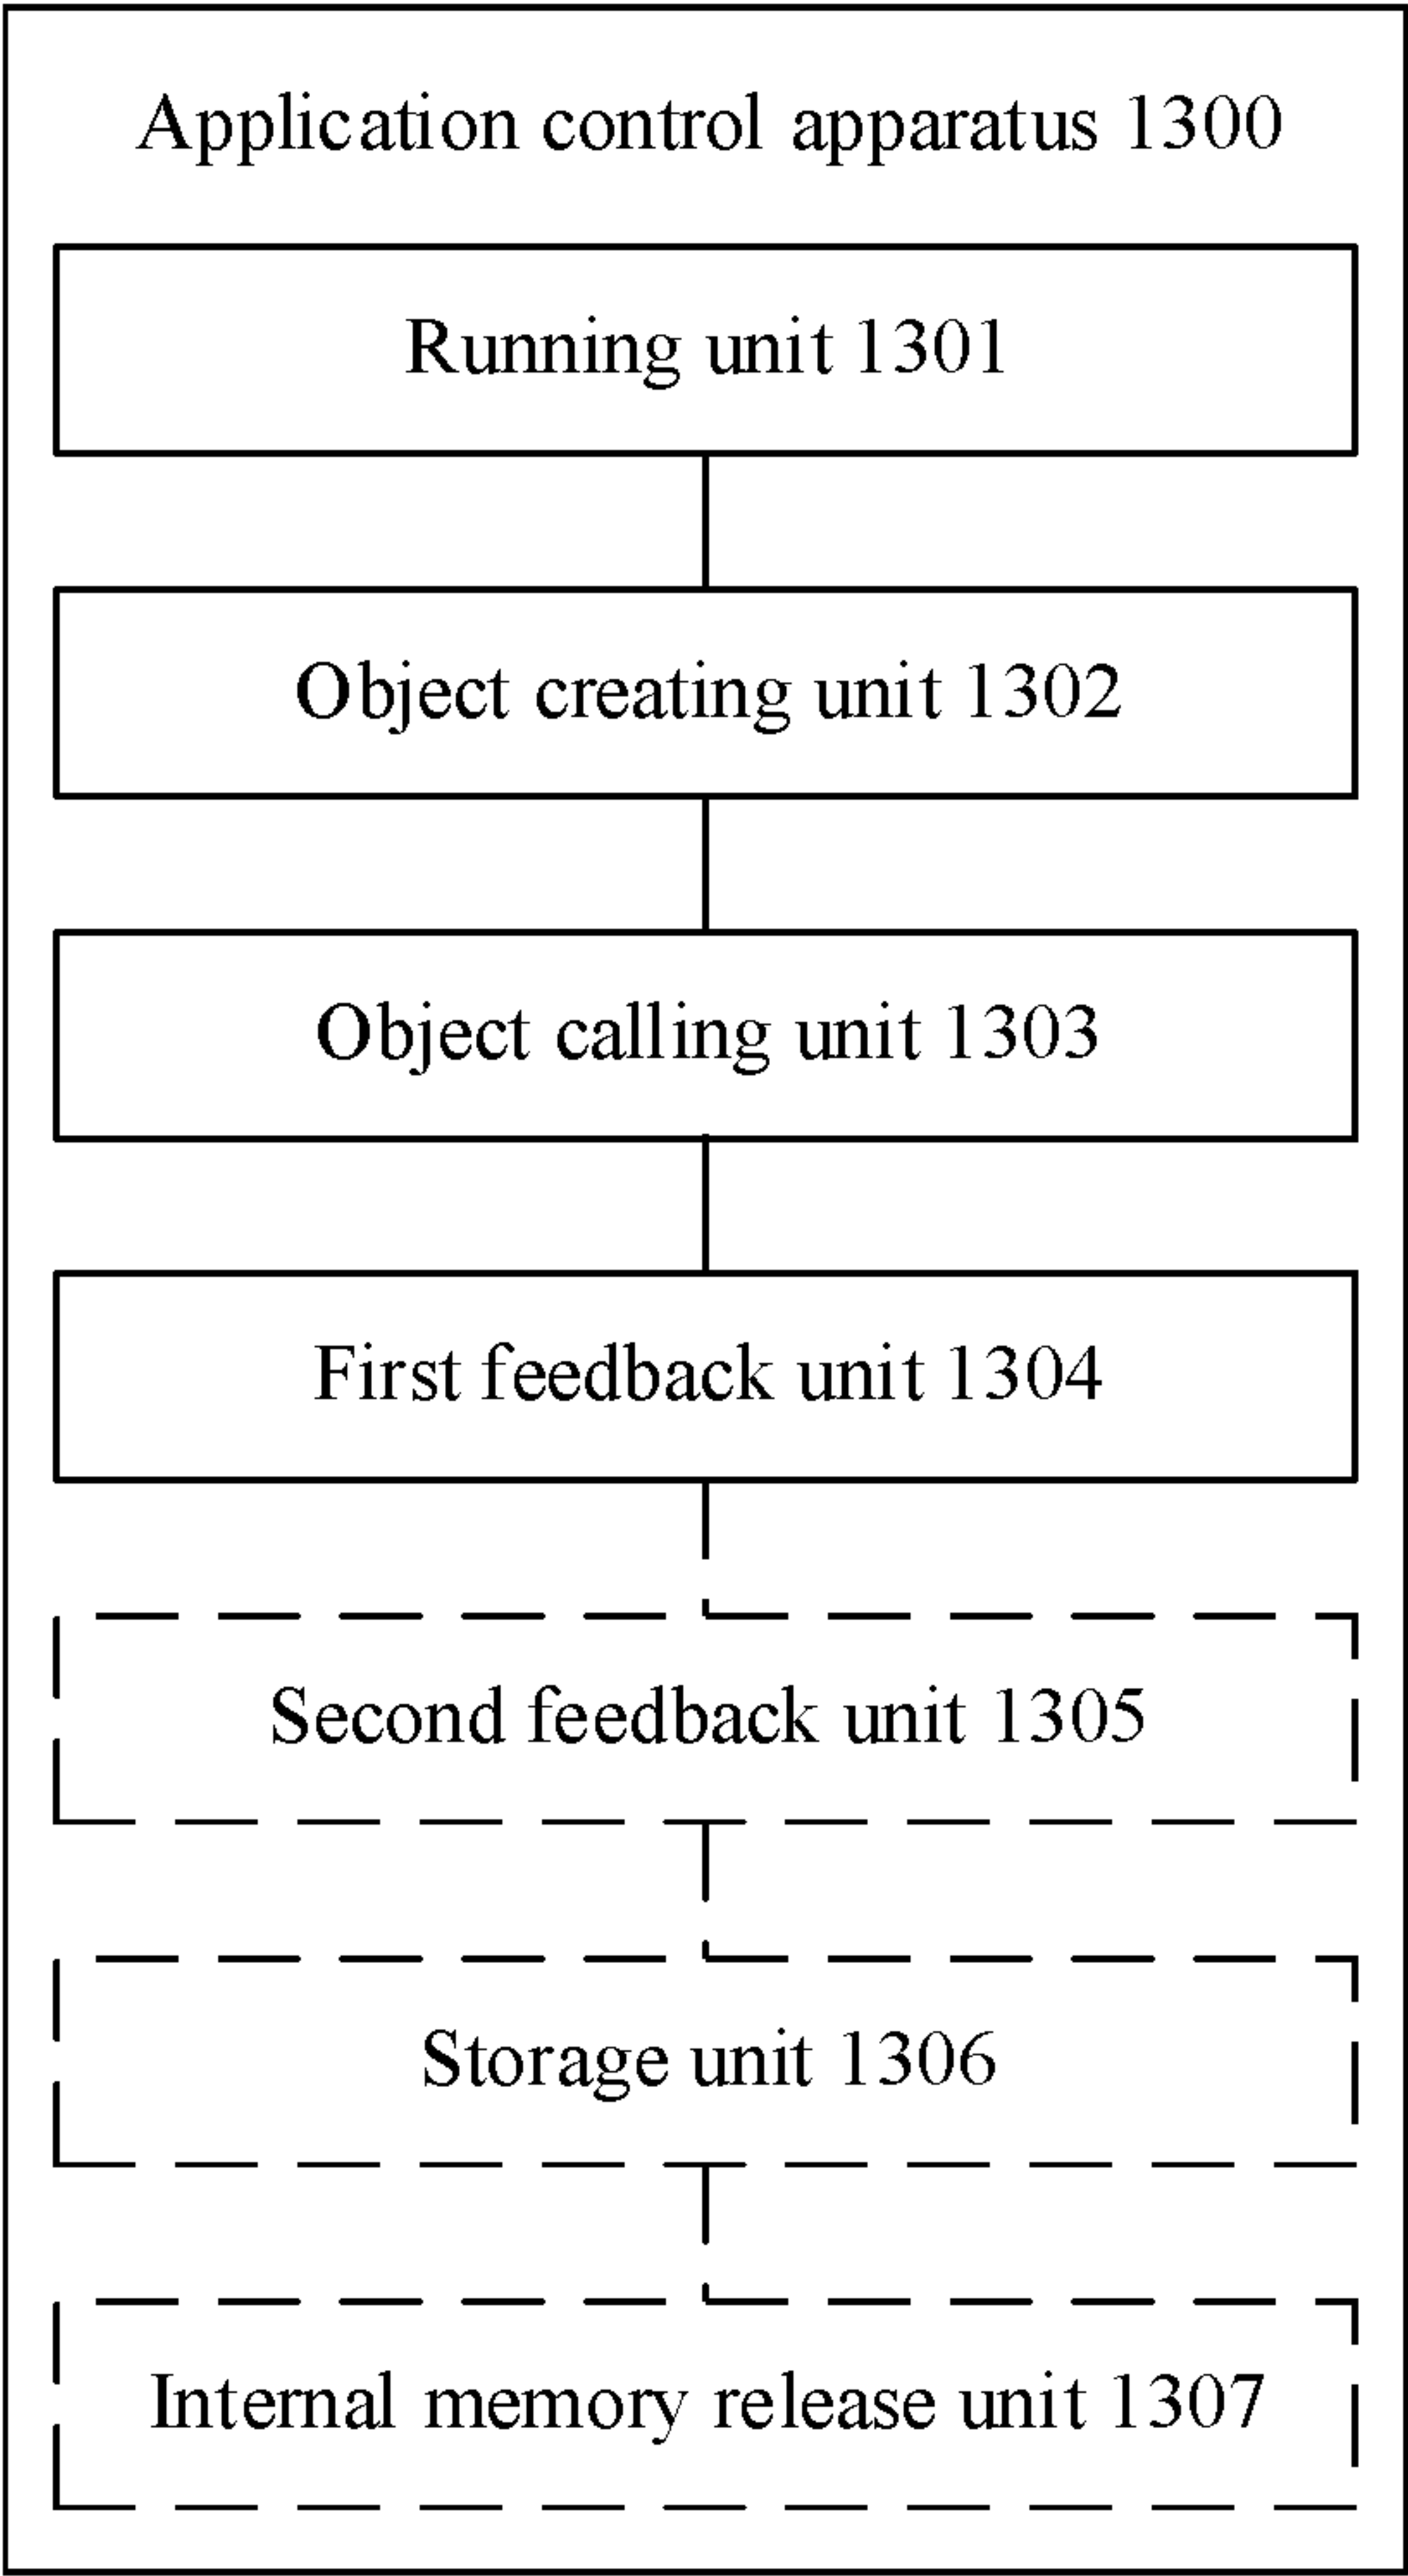 Application control apparatus 1300
Running unit 1301
Object creating unit 1302
Object calling unit 1303
First feedback unit 1304
Second feedback unit 1305
Storage unit 1306
Internal memory release unit 1307